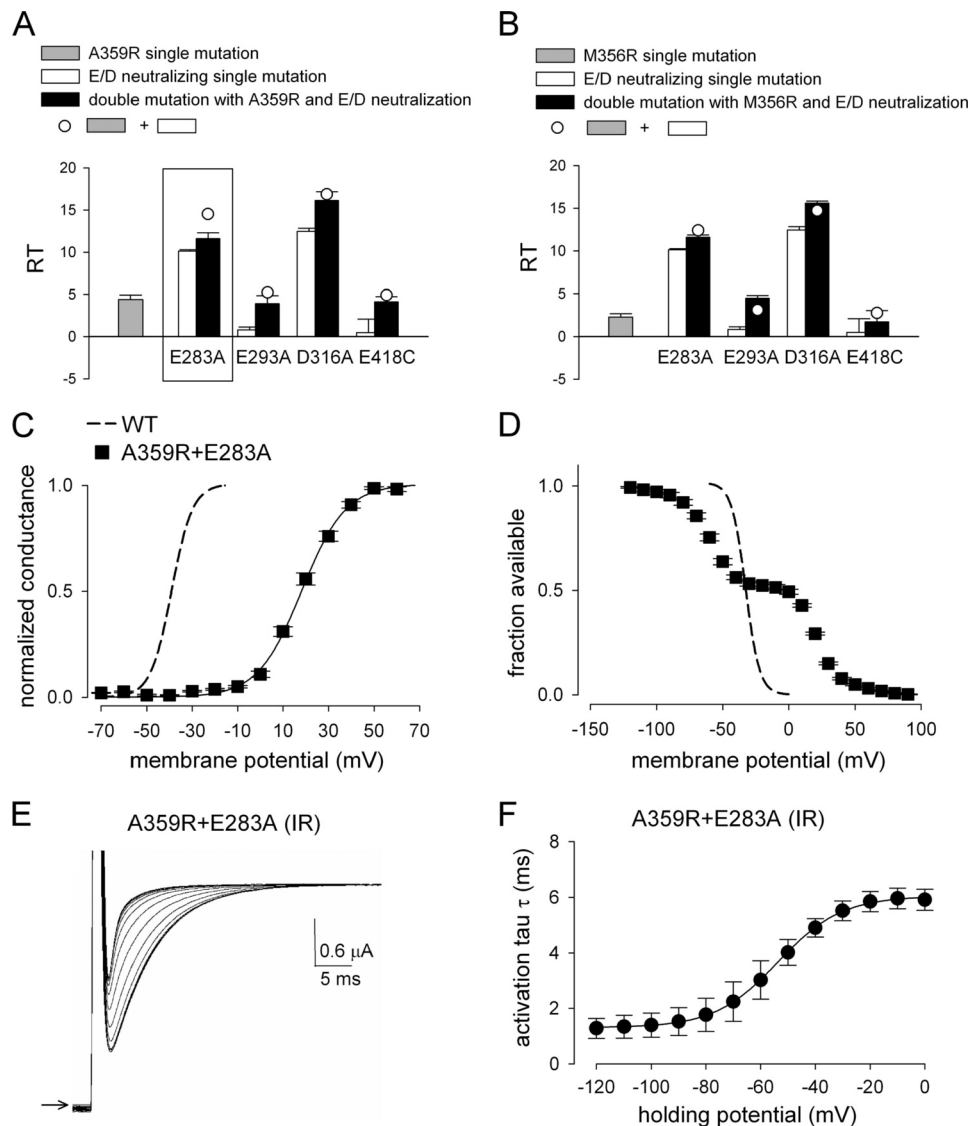 A
A359R single mutation
E/D neutralizing single mutation
double mutation with A359R and E/D neutralization
+
20
15
10
5
0
-5
RT
E283A
E293A
D316A
E418C
B
M356R single mutation
E/D neutralizing single mutation
double mutation with M356R and E/D neutralization
+
20
15
10
5
0
-5
RT
E283A
E293A
D316A
E418C
C
WT
A359R+E283A
1.0
0.5
0.0
normalized conductance
-70 -50 -30 -10 10 30 50 70
membrane potential (mV)
D
1.0
0.5
0.0
fraction available
-150 -100 -50 0 50 100
membrane potential (mV)
E
A359R+E283A (IR)
0.6 μA
5 ms
F
A359R+E283A (IR)
8
6
4
2
0
activation tau τ (ms)
-120 -100 -80 -60 -40 -20 0
holding potential (mV)